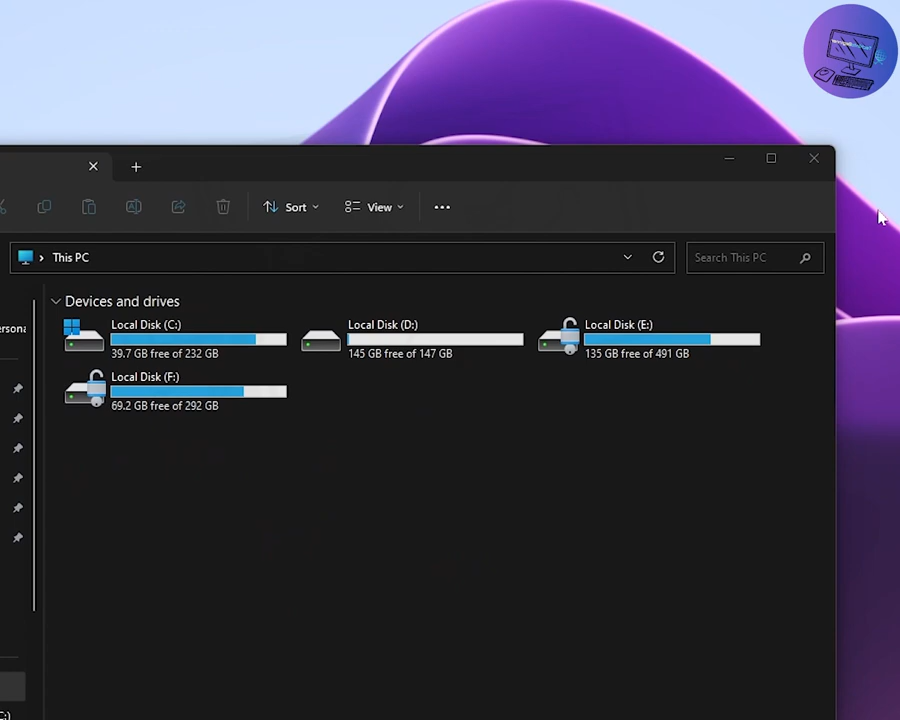 Sort
View
This PC
Search This PC
Devices and drives
Local Disk (C:)
39.7 GB free of 232 GB
Local Disk (D:)
145 GB free of 147 GB
Local Disk (E:)
135 GB free of 491 GB
Local Disk (F:)
69.2 GB free of 292 GB
ersona
C:)